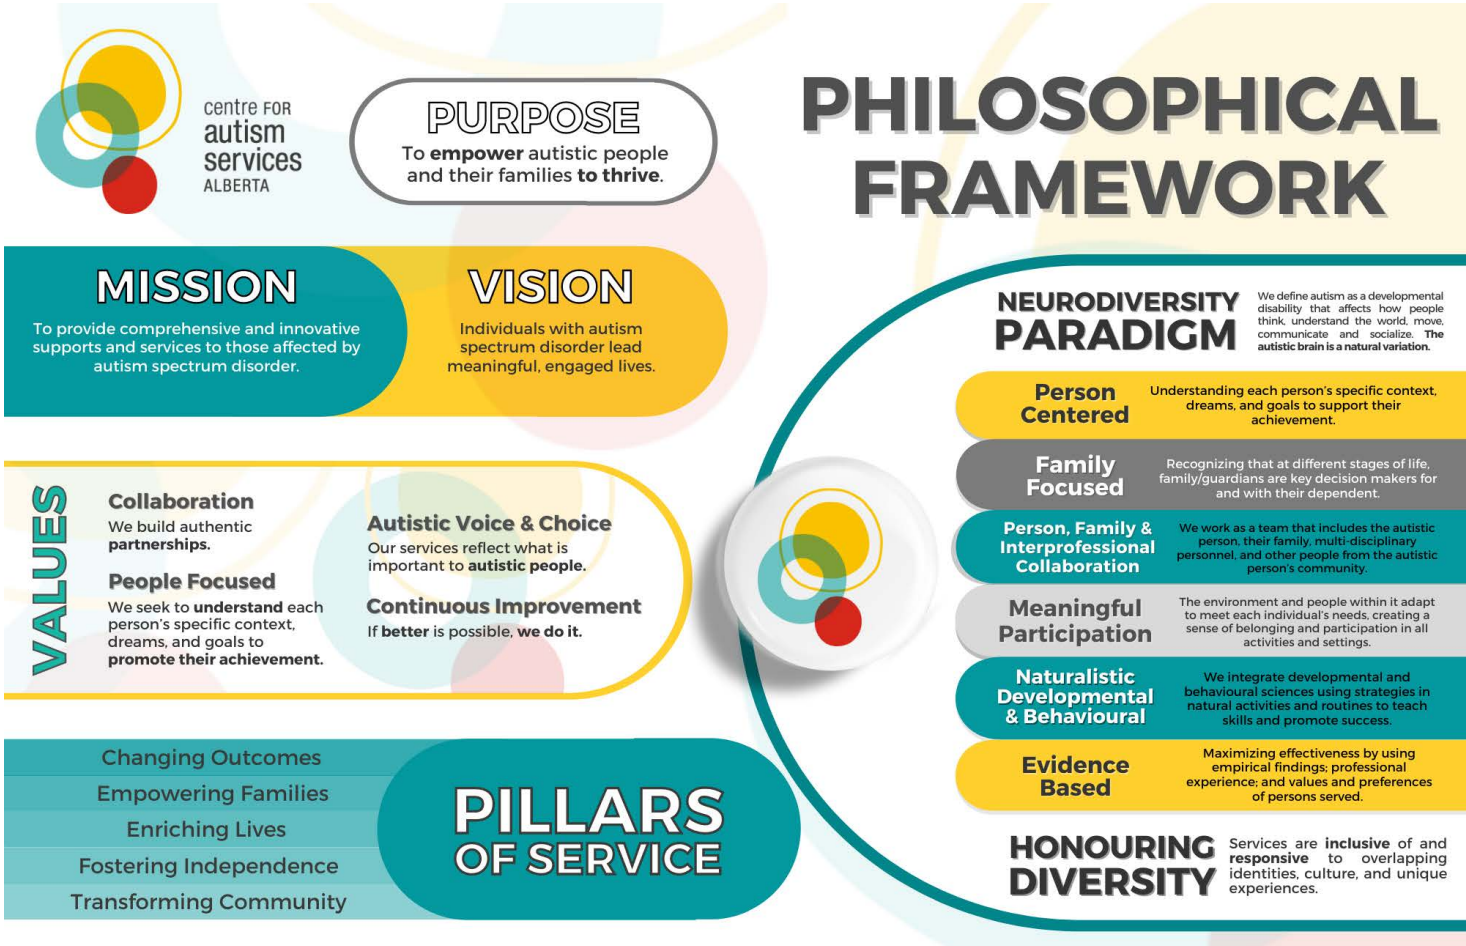 centre FOR
autism
services
ALBERTA
PURPOSE
To empower autistic people
and their families to thrive.
PHILOSOPHICAL
FRAMEWORK
MISSION
To provide comprehensive and innovative
supports and services to those affected by
autism spectrum disorder.
VISION
Individuals with autism
spectrum disorder lead
meaningful, engaged lives.
VALUES
Collaboration
We build authentic
partnerships.
People Focused
We seek to understand each
person's specific context,
dreams, and goals to
promote their achievement.
Autistic Voice & Choice
Our services reflect what is
important to autistic people.
Continuous Improvement
If better is possible, we do it.
Changing Outcomes
Empowering Families
Enriching Lives
Fostering Independence
Transforming Community
PILLARS
OF SERVICE
NEURODIVERSITY
PARADIGM
We define autism as a developmental
disability that affects how people
think, understand the world, move,
communicate and socialize. The
autistic brain is a natural variation.
Person
Centered
Understanding each person's specific context,
dreams, and goals to support their
achievement.
Family
Focused
Recognizing that at different stages of life,
family/guardians are key decision makers for
and with their dependent.
Person, Family &
Interprofessional
Collaboration
We work as a team that includes the autistic
person, their family, multi-disciplinary
personnel, and other people from the autistic
person's community.
Meaningful
Participation
The environment and people within it adapt
to meet each individual's needs, creating a
sense of belonging and participation in all
activities and settings.
Naturalistic
Developmental
& Behavioural
We integrate developmental and
behavioural sciences using strategies in
natural activities and routines to teach
skills and promote success.
Evidence
Based
Maximizing effectiveness by using
empirical findings; professional
experience; and values and preferences
of persons served.
HONOURING
DIVERSITY
Services are inclusive of and
responsive to overlapping
identities, culture, and unique
experiences.